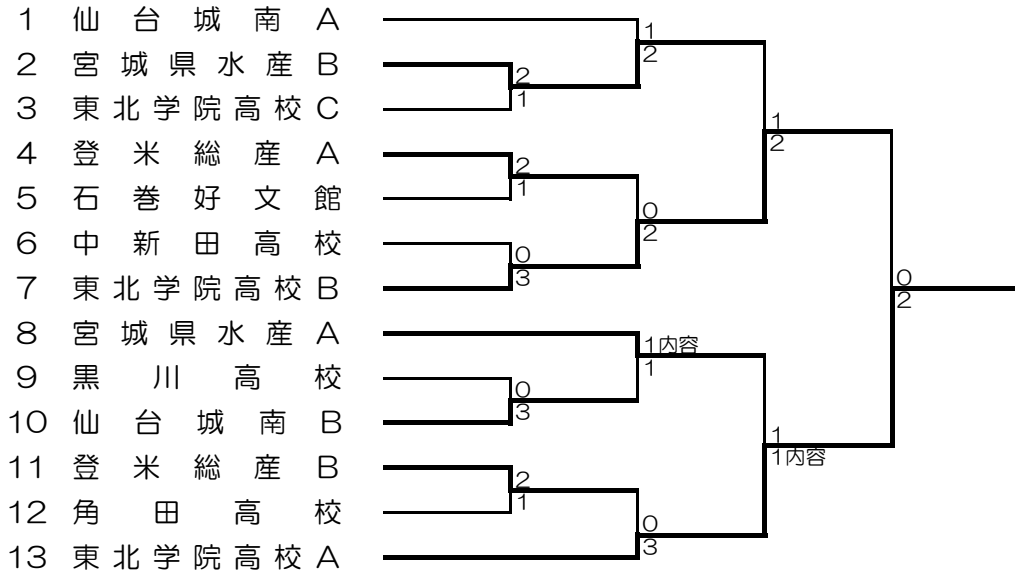 1 仙台城南A
2 宮城県水産B
3 東北学院高校C
4 登米総産A
5 石巻好文館
6 中新田高校
7 東北学院高校B
8 宮城県水産A
9 黒川高校
10 仙台城南B
11 登米総産B
12 角田高校
13 東北学院高校A
2
1
2
1
0
3
0
3
2
1
1
2
0
2
1内容
1
0
3
1
2
1
1内容
0
2